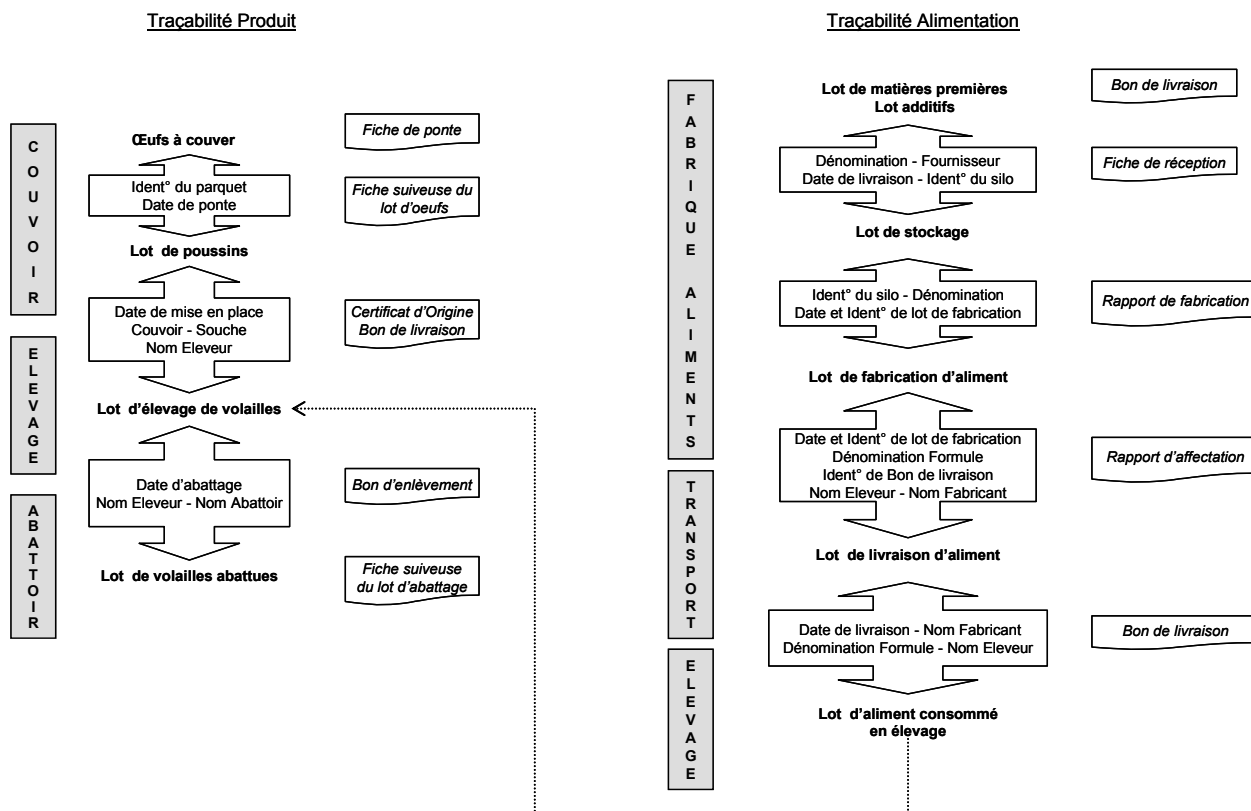 Traçabilité Produit
COUVOIR
Œufs à couver
Fiche de ponte
Ident° du parquet
Date de ponte
Fiche suiveuse du
lot d'oeufs
Lot de poussins
Date de mise en place
Couvoir - Souche
Nom Eleveur
Certificat d'Origine
Bon de livraison
ELEVAGE
Lot d'élevage de volailles
Date d'abattage
Nom Eleveur - Nom Abattoir
Bon d'enlèvement
ABATTOIR
Lot de volailles abattues
Fiche suiveuse
du lot d'abattage
Traçabilité Alimentation
FABRIQUE ALIMENTS
Lot de matières premières
Lot additifs
Bon de livraison
Dénomination - Fournisseur
Date de livraison - Ident° du silo
Fiche de réception
Lot de stockage
Ident° du silo - Dénomination
Date et Ident° de lot de fabrication
Rapport de fabrication
Lot de fabrication d'aliment
Date et Ident° de lot de fabrication
Dénomination Formule
Ident° de Bon de livraison
Nom Eleveur - Nom Fabricant
Rapport d'affectation
TRANSPORT
Lot de livraison d'aliment
Date de livraison - Nom Fabricant
Dénomination Formule - Nom Eleveur
Bon de livraison
ELEVAGE
Lot d'aliment consommé
en élevage